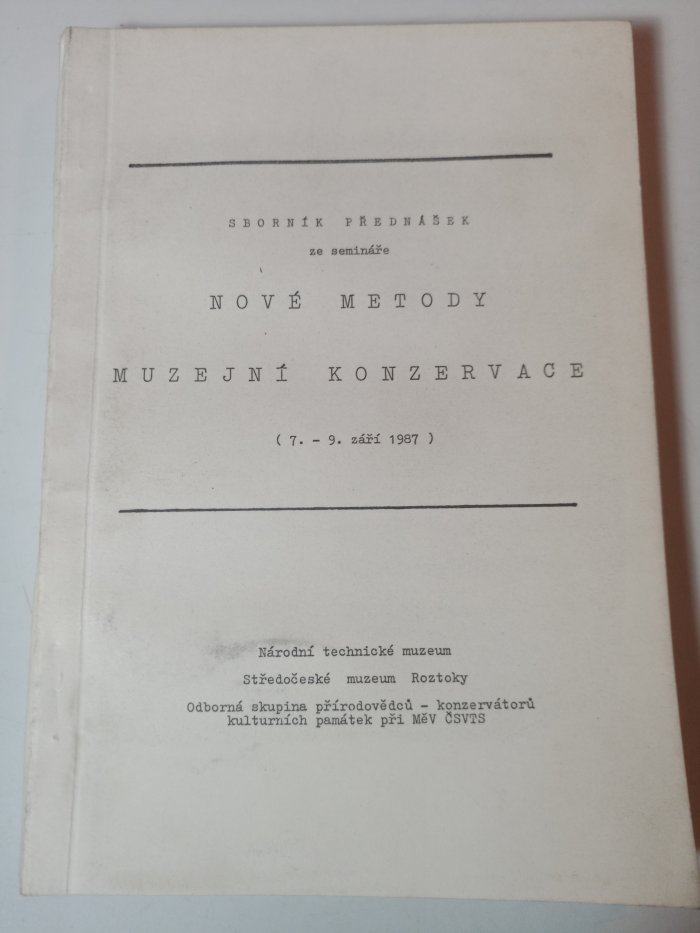 SBORNÍK PŘEDNÁŠEK
ze semináře
NOVÉ METODY
MUZEJNÍ KONZERVACE
( 7. - 9. září 1987 )
Národní technické muzeum
Středočeské muzeum Roztoky
Odborná skupina přírodovědců - konzervátorů
kulturních památek při MěV ČSVTS